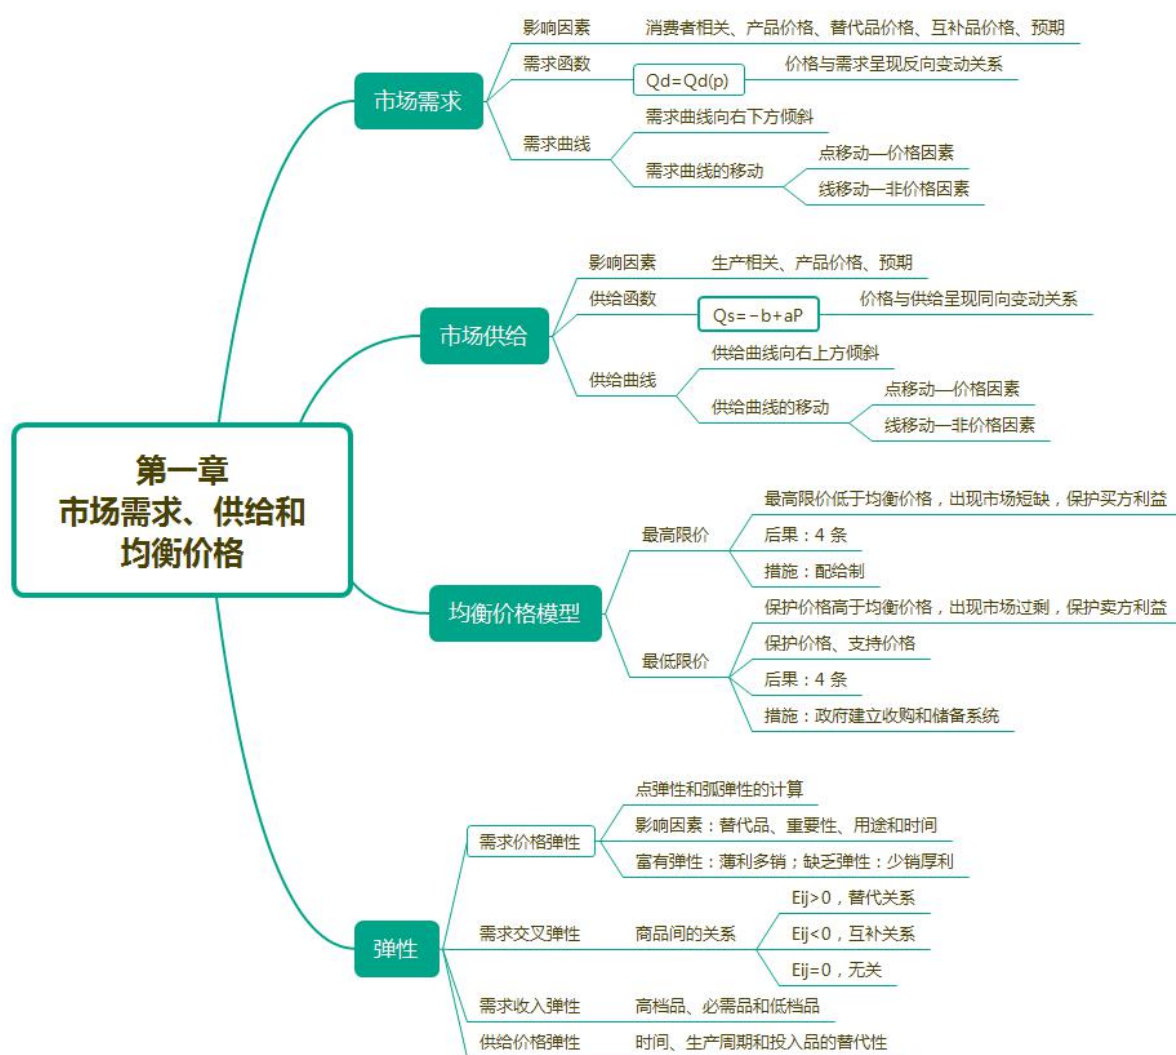 影响因素
消费者相关、产品价格、替代品价格、互补品价格、预期
需求函数
Qd=Qd(p)
价格与需求呈现反向变动关系
市场需求
需求曲线
需求曲线向右下方倾斜
需求曲线的移动
点移动—价格因素
线移动—非价格因素
影响因素
生产相关、产品价格、预期
供给函数
Qs=-b+aP
价格与供给呈现同向变动关系
市场供给
供给曲线
供给曲线向右上方倾斜
供给曲线的移动
点移动—价格因素
线移动—非价格因素
第一章
市场需求、供给和
均衡价格
均衡价格模型
最高限价
最高限价低于均衡价格，出现市场短缺，保护买方利益
后果：4 条
措施：配给制
最低限价
保护价格高于均衡价格，出现市场过剩，保护卖方利益
保护价格、支持价格
后果：4 条
措施：政府建立收购和储备系统
弹性
需求价格弹性
点弹性和弧弹性的计算
影响因素：替代品、重要性、用途和时间
富有弹性：薄利多销；缺乏弹性：少销厚利
需求交叉弹性
商品间的关系
Eij>0，替代关系
Eij<0，互补关系
Eij=0，无关
需求收入弹性
高档品、必需品和低档品
供给价格弹性
时间、生产周期和投入品的替代性